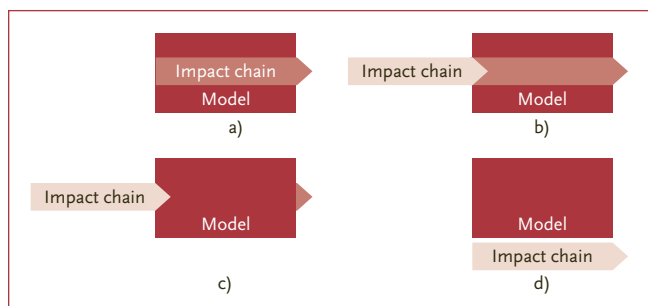 Impact chain
Model
a)
Impact chain
Model
b)
Impact chain
Model
c)
Model
Impact chain
d)